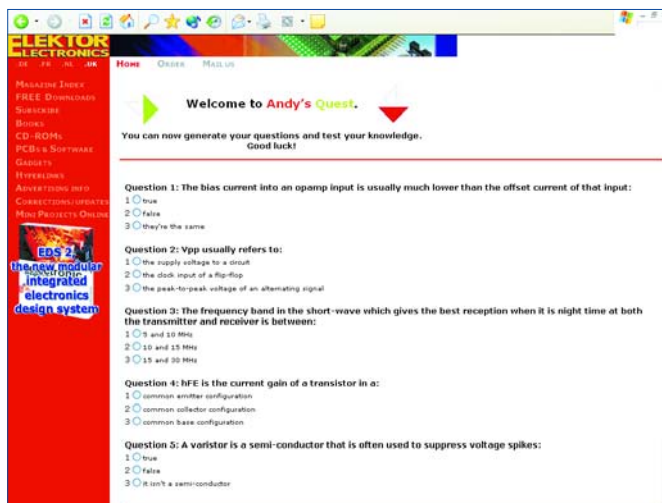 ELEKTOR
ELECTRONICS
.DE .FR .NL .UK
HOME ORDER MAIL US
MAGAZINE INDEX
FREE DOWNLOADS
SUBSCRIBE
BOOKS
CD-ROMS
PCBS & SOFTWARE
GADGETS
HYPERLINKS
ADVERTISING INFO
CORRECTIONS/UPDATES
MINI PROJECTS ONLINE
EDS 2,
the new modular
integrated
electronics
design system
Welcome to Andy's Quest.
You can now generate your questions and test your knowledge.
Good luck!
Question 1: The bias current into an opamp input is usually much lower than the offset current of that input:
1 true
2 false
3 they're the same
Question 2: Vpp usually refers to:
1 the supply voltage to a circuit
2 the clock input of a flip-flop
3 the peak-to-peak voltage of an alternating signal
Question 3: The frequency band in the short-wave which gives the best reception when it is night time at both
the transmitter and receiver is between:
1 5 and 10 MHz
2 10 and 15 MHz
3 15 and 30 MHz
Question 4: hFE is the current gain of a transistor in a:
1 common emitter configuration
2 common collector configuration
3 common base configuration
Question 5: A varistor is a semi-conductor that is often used to suppress voltage spikes:
1 true
2 false
3 it isn't a semi-conductor